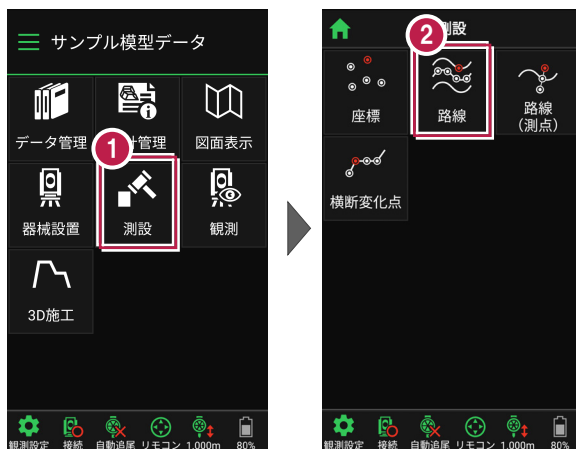 サンプル模型データ
データ管理
1
管理
図面表示
器械設置
測設
観測
3D施工
観測設定 接続 自動追尾 リモコン 1.000m 80%
2
測設
座標
路線
路線
（測点）
横断変化点
観測設定 接続 自動追尾 リモコン 1.000m 80%